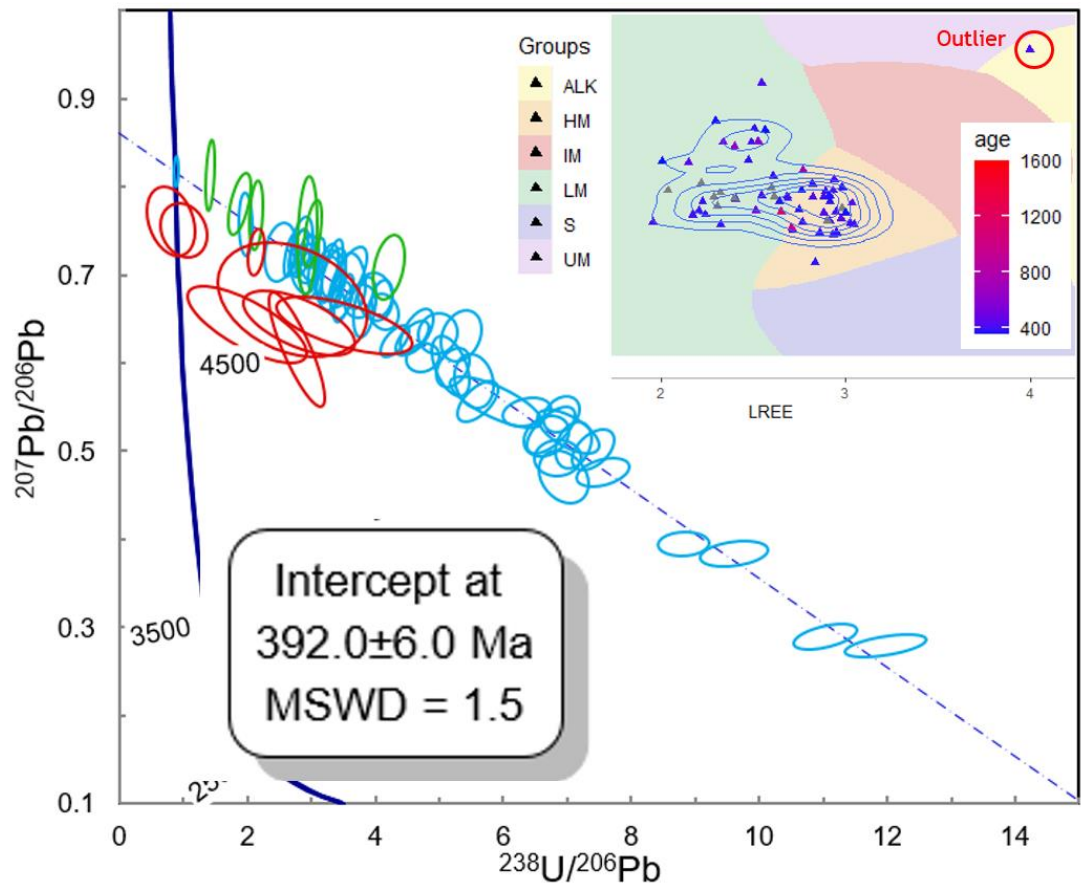 Groups
ALK
HM
IM
LM
S
UM
Outlier
age
1600
1200
800
400
2
3
4
LREE
0.9
0.7
0.5
0.3
0.1
²⁰⁷Pb/²⁰⁶Pb
4500
3500
Intercept at
392.0±6.0 Ma
MSWD = 1.5
0
2
4
6
8
10
12
14
²³⁸U/²⁰⁶Pb